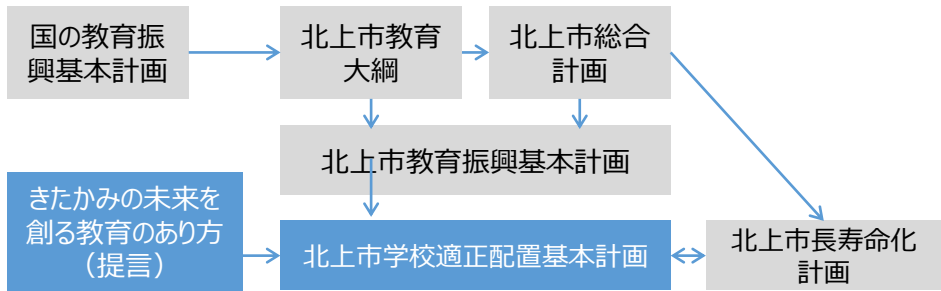 国の教育振
興基本計画
北上市教育
大綱
北上市総合
計画
北上市教育振興基本計画
きたかみの未来を
創る教育のあり方
（提言）
北上市学校適正配置基本計画
北上市長寿命化
計画